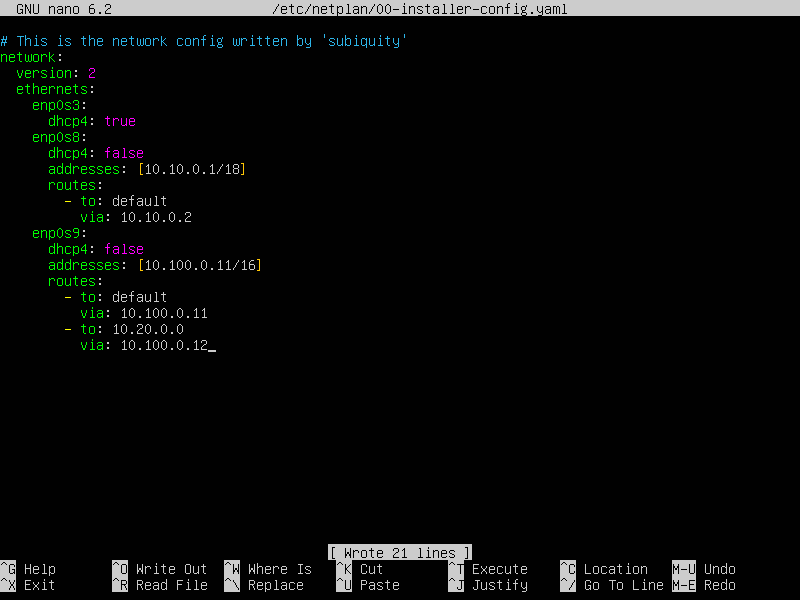 GNU nano 6.2 /etc/netplan/00-installer-config.yaml
# This is the network config written by 'subiquity'
network:
  version: 2
  ethernets:
    enp0s3:
      dhcp4: true
    enp0s8:
      dhcp4: false
      addresses: [10.10.0.1/18]
      routes:
        - to: default
          via: 10.10.0.2
    enp0s9:
      dhcp4: false
      addresses: [10.100.0.11/16]
      routes:
        - to: default
          via: 10.100.0.11
        - to: 10.20.0.0
          via: 10.100.0.12_
[ Wrote 21 lines ]
^G Help ^O Write Out ^W Where Is ^K Cut ^T Execute ^C Location M-U Undo
^X Exit ^R Read File ^\ Replace ^U Paste ^J Justify ^/ Go To Line M-E Redo